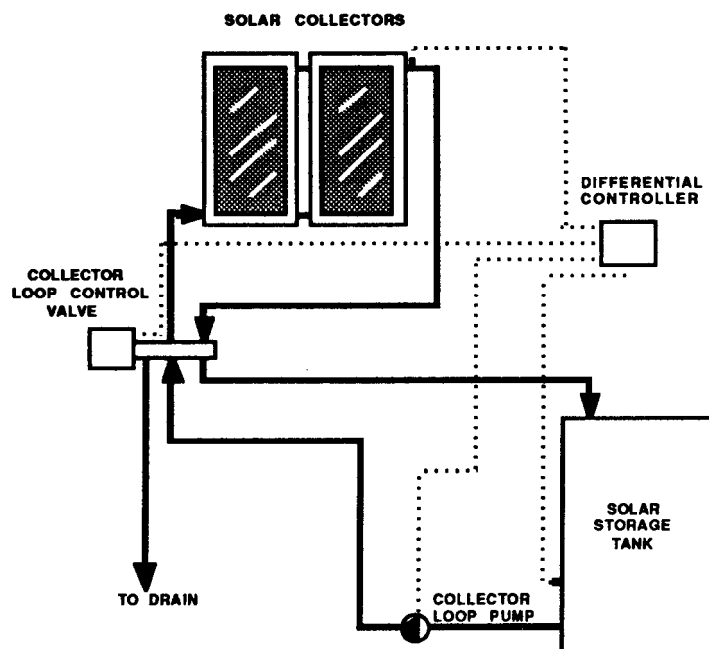 SOLAR COLLECTORS
DIFFERENTIAL
CONTROLLER
COLLECTOR
LOOP CONTROL
VALVE
SOLAR
STORAGE
TANK
TO DRAIN
COLLECTOR
LOOP PUMP